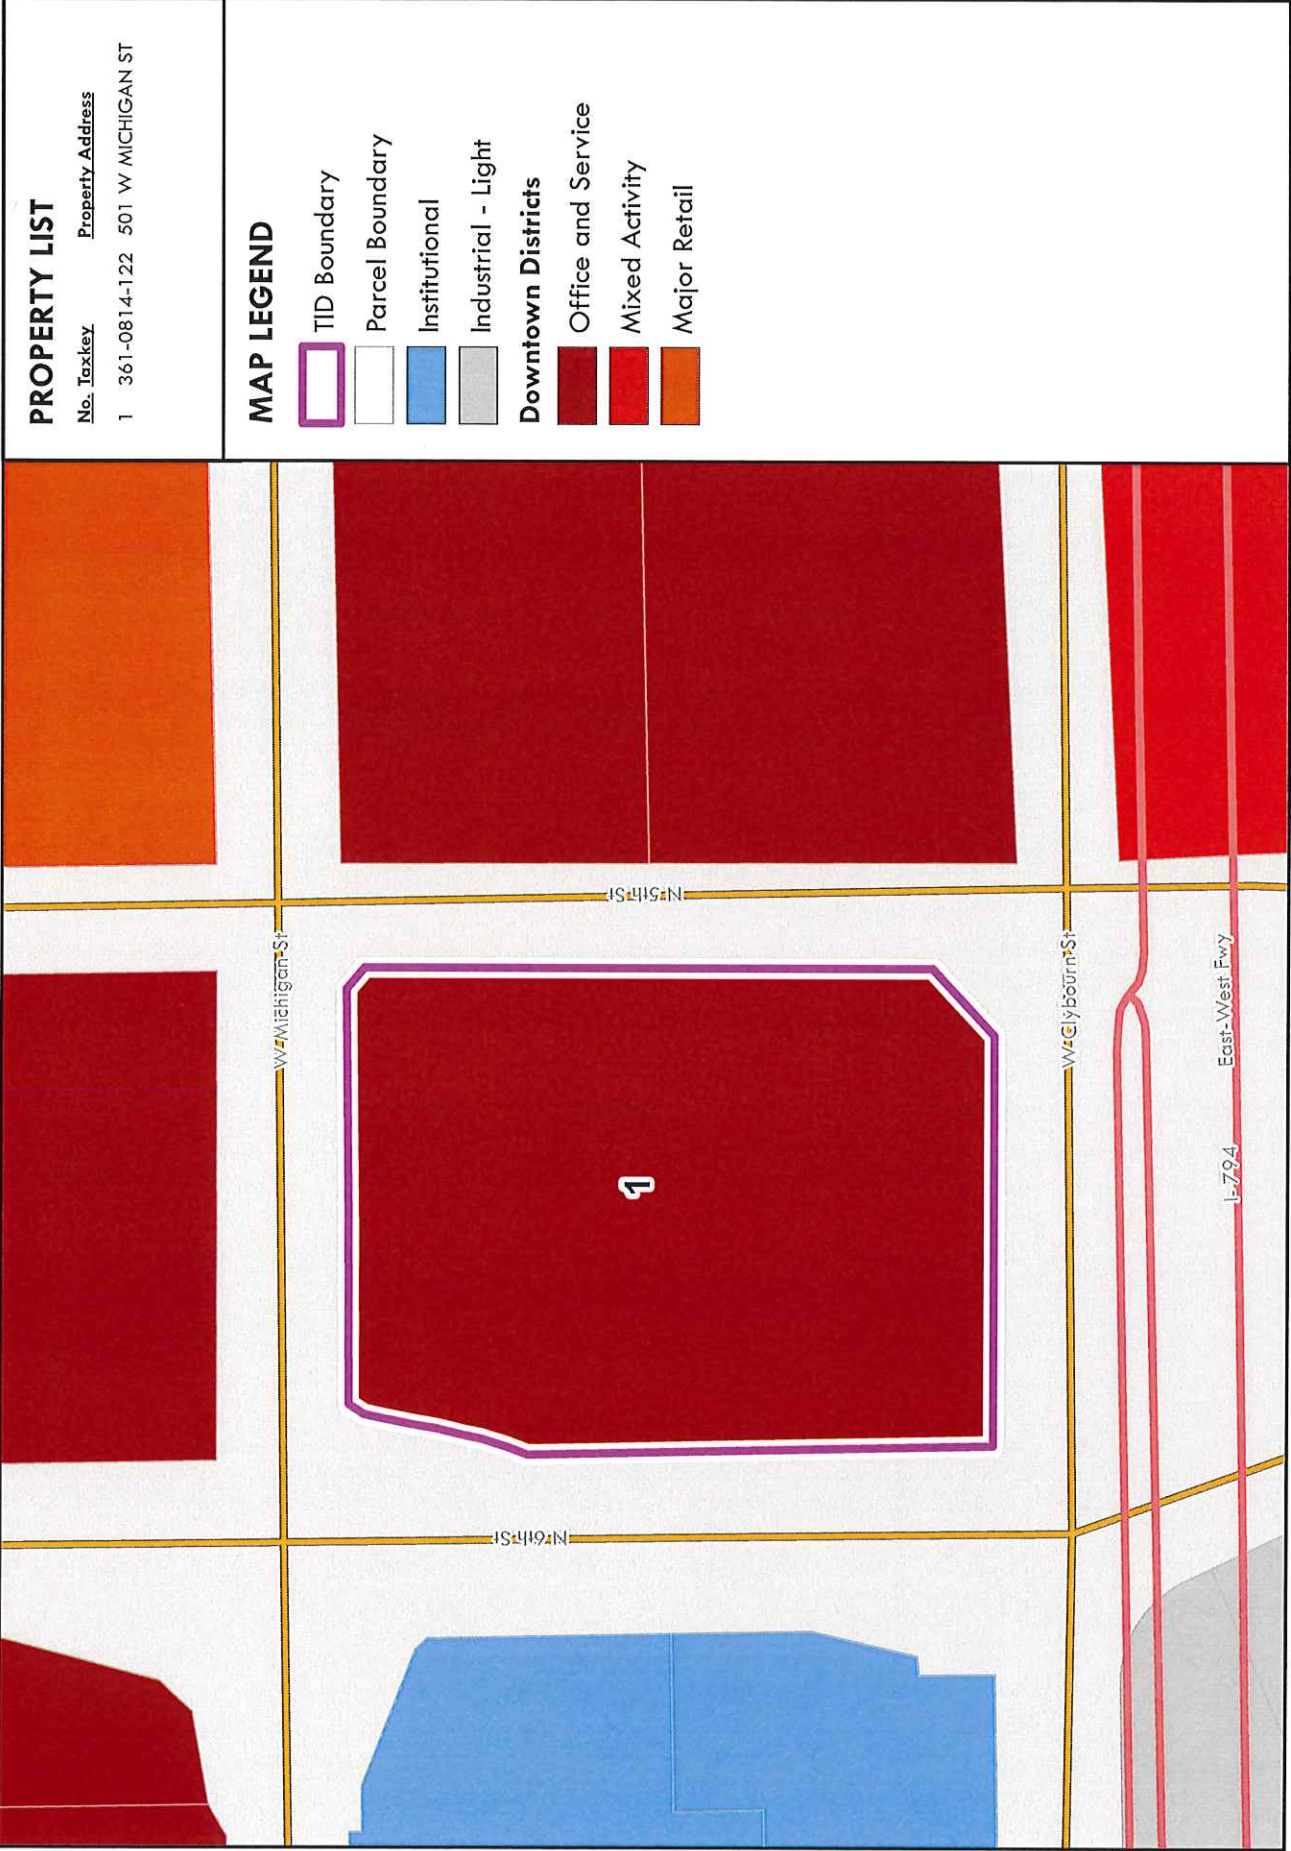 PROPERTY LIST
No. Taxkey Property Address
1 361-0814-122 501 W MICHIGAN ST
MAP LEGEND
TID Boundary
Parcel Boundary
Institutional
Industrial - Light
Downtown Districts
Office and Service
Mixed Activity
Major Retail
W Michigan St
N 5th St
N 6th St
1
W Clybourn St
East-West Fwy
I-794